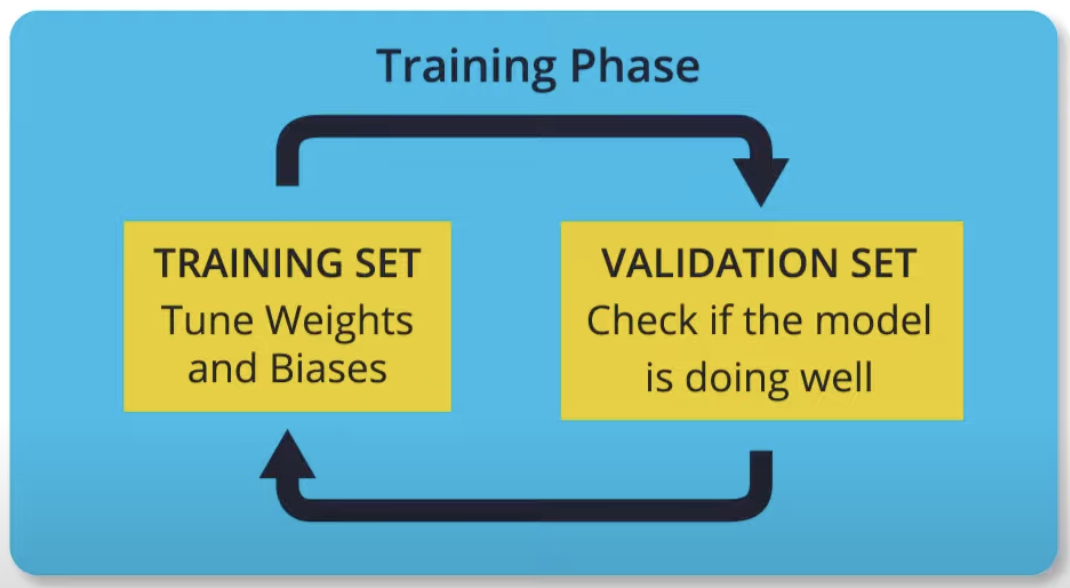 Training Phase
TRAINING SET
Tune Weights
and Biases
VALIDATION SET
Check if the model
is doing well